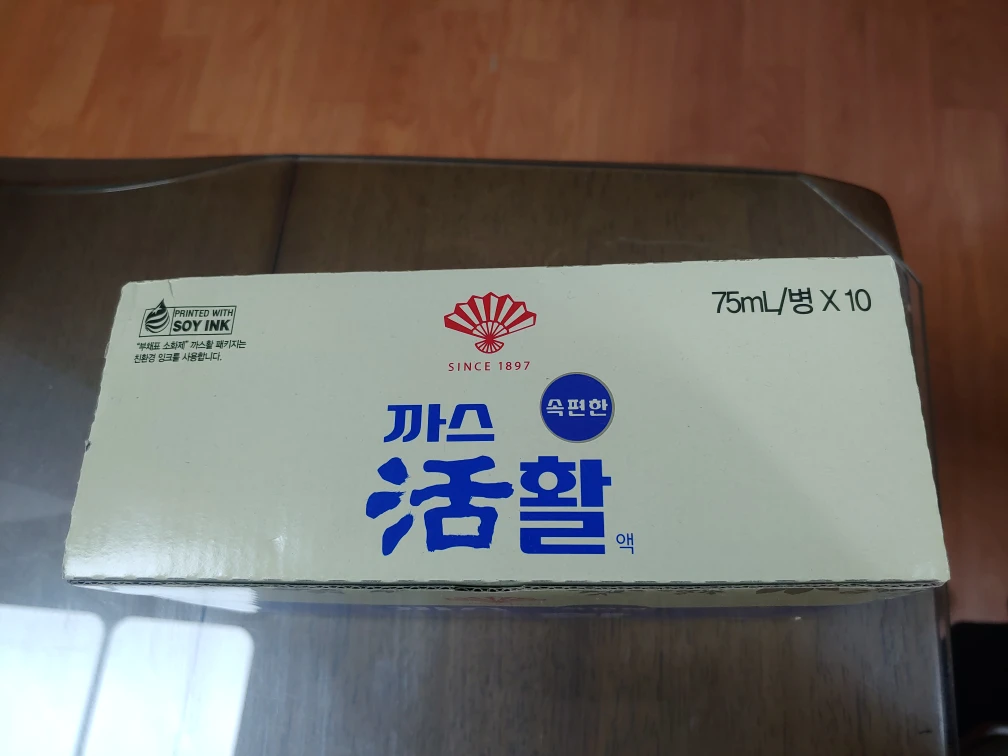 PRINTED WITH
SOY INK
"부채표 소화제" 까스활 패키지는
친환경 잉크를 사용합니다.
SINCE 1897
75mL/병 X 10
까스
속편한
活활
액